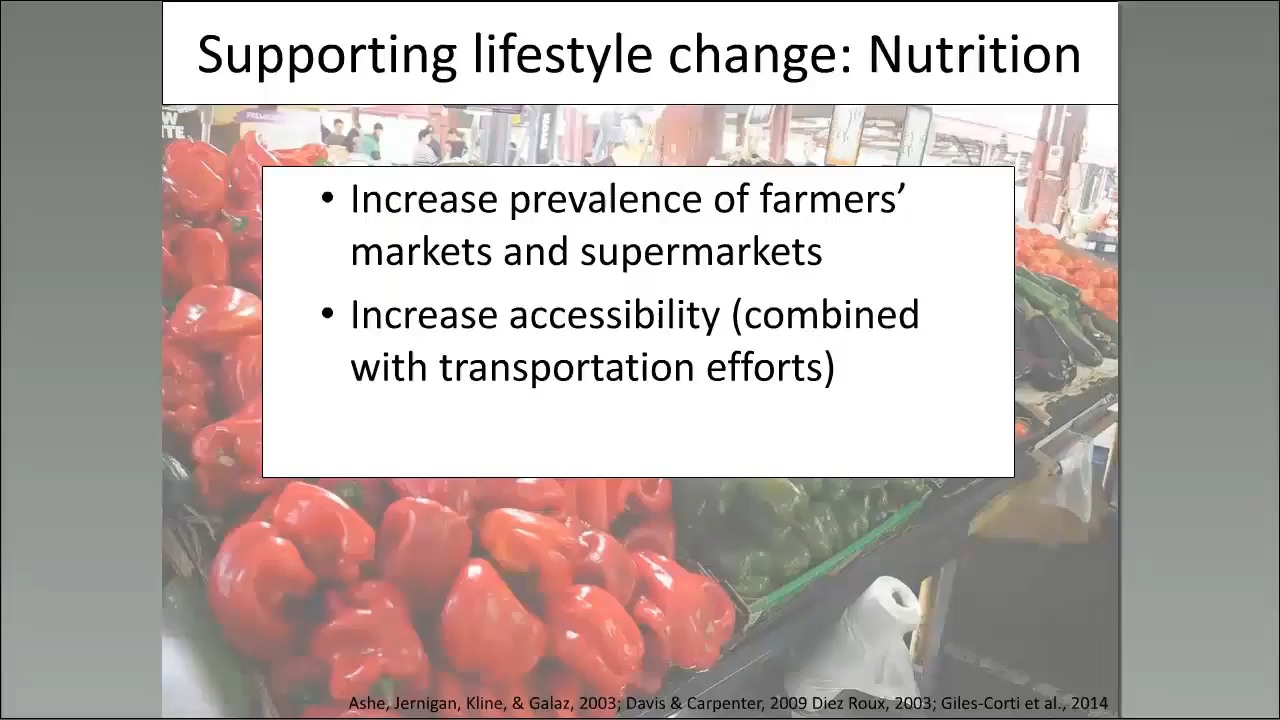 Supporting lifestyle change: Nutrition
PREMIER
• Increase prevalence of farmers’
markets and supermarkets
• Increase accessibility (combined
with transportation efforts)
Ashe, Jernigan, Kline, & Galaz, 2003; Davis & Carpenter, 2009 Diez Roux, 2003; Giles-Corti et al., 2014